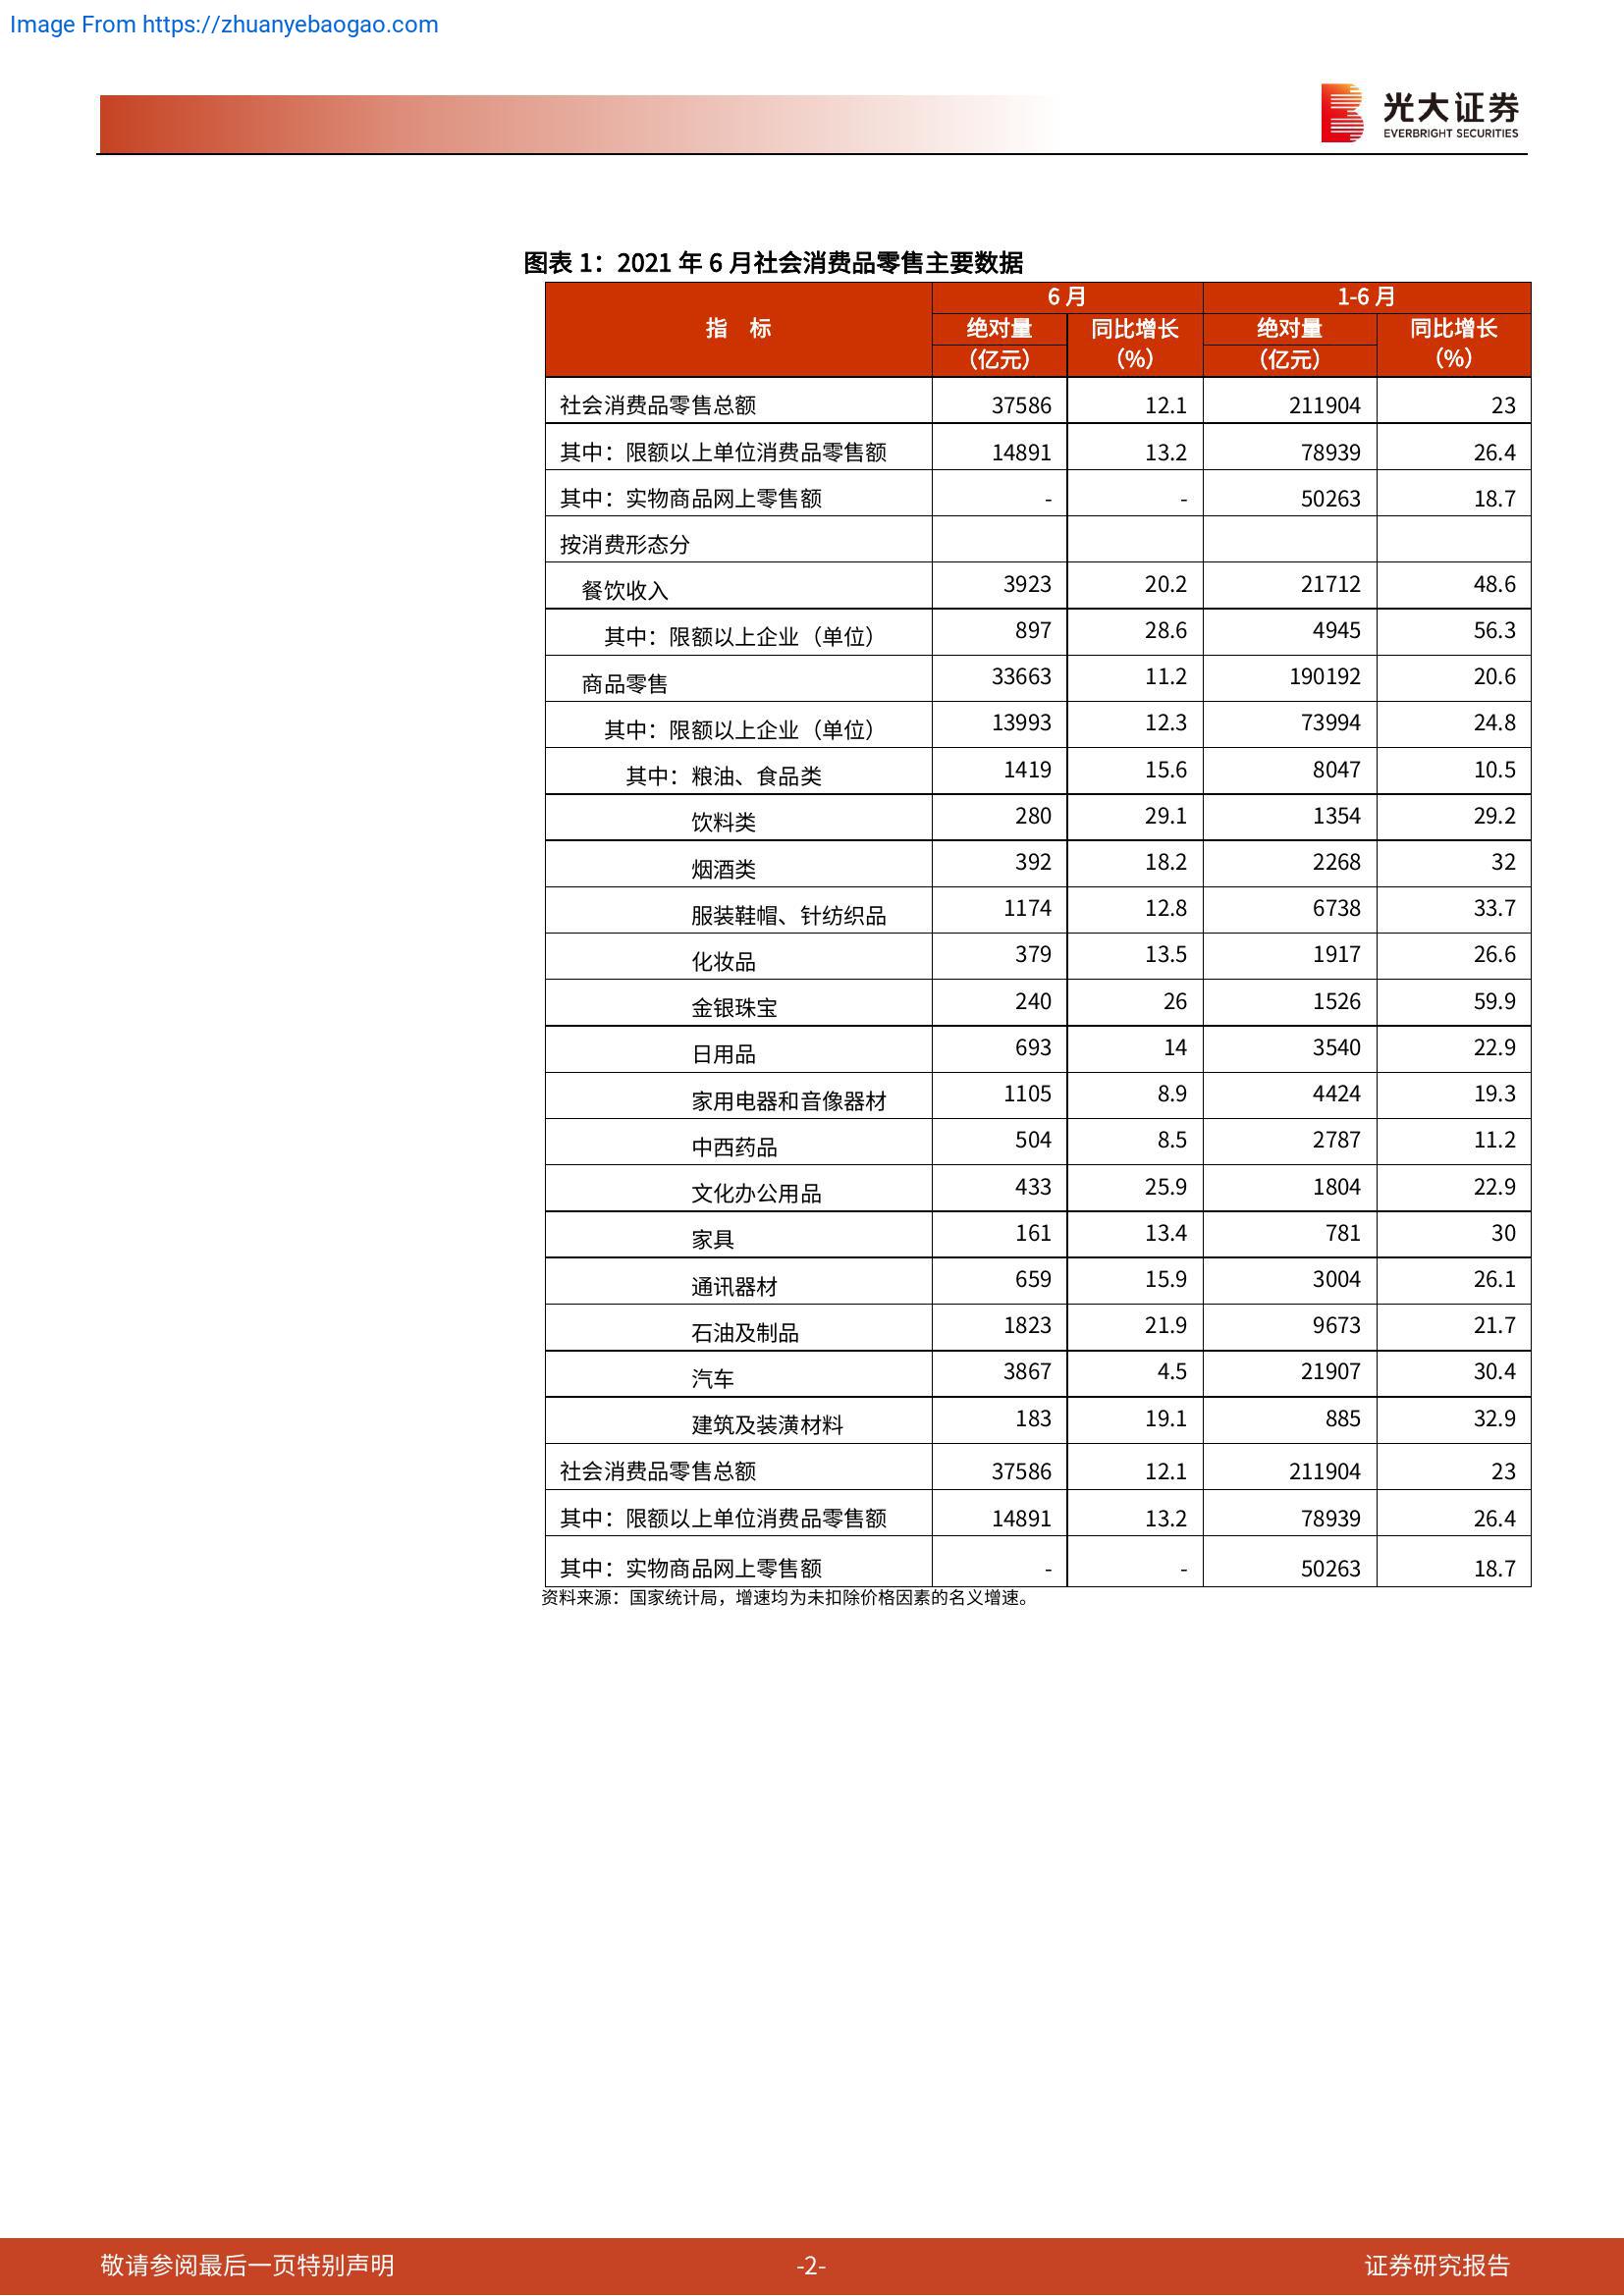 Image From https://zhuanyebaogao.com
光大证券
EVERBRIGHT SECURITIES
图表 1：2021 年 6 月社会消费品零售主要数据
指 标 6 月 1-6 月
绝对量 同比增长 绝对量 同比增长
（亿元） （%） （亿元） （%）
社会消费品零售总额 37586 12.1 211904 23
其中：限额以上单位消费品零售额 14891 13.2 78939 26.4
其中：实物商品网上零售额 - - 50263 18.7
按消费形态分
餐饮收入 3923 20.2 21712 48.6
其中：限额以上企业（单位） 897 28.6 4945 56.3
商品零售 33663 11.2 190192 20.6
其中：限额以上企业（单位） 13993 12.3 73994 24.8
其中：粮油、食品类 1419 15.6 8047 10.5
饮料类 280 29.1 1354 29.2
烟酒类 392 18.2 2268 32
服装鞋帽、针纺织品 1174 12.8 6738 33.7
化妆品 379 13.5 1917 26.6
金银珠宝 240 26 1526 59.9
日用品 693 14 3540 22.9
家用电器和音像器材 1105 8.9 4424 19.3
中西药品 504 8.5 2787 11.2
文化办公用品 433 25.9 1804 22.9
家具 161 13.4 781 30
通讯器材 659 15.9 3004 26.1
石油及制品 1823 21.9 9673 21.7
汽车 3867 4.5 21907 30.4
建筑及装潢材料 183 19.1 885 32.9
社会消费品零售总额 37586 12.1 211904 23
其中：限额以上单位消费品零售额 14891 13.2 78939 26.4
其中：实物商品网上零售额 - - 50263 18.7
资料来源：国家统计局，增速均为未扣除价格因素的名义增速。
敬请参阅最后一页特别声明 -2- 证券研究报告